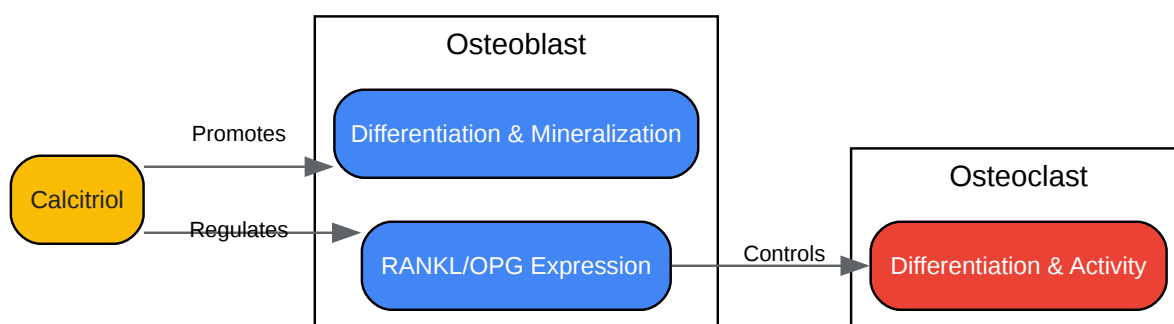 Osteoblast
Promotes
Differentiation & Mineralization
Calcitriol
Regulates
RANKL/OPG Expression
Controls
Osteoclast
Differentiation & Activity